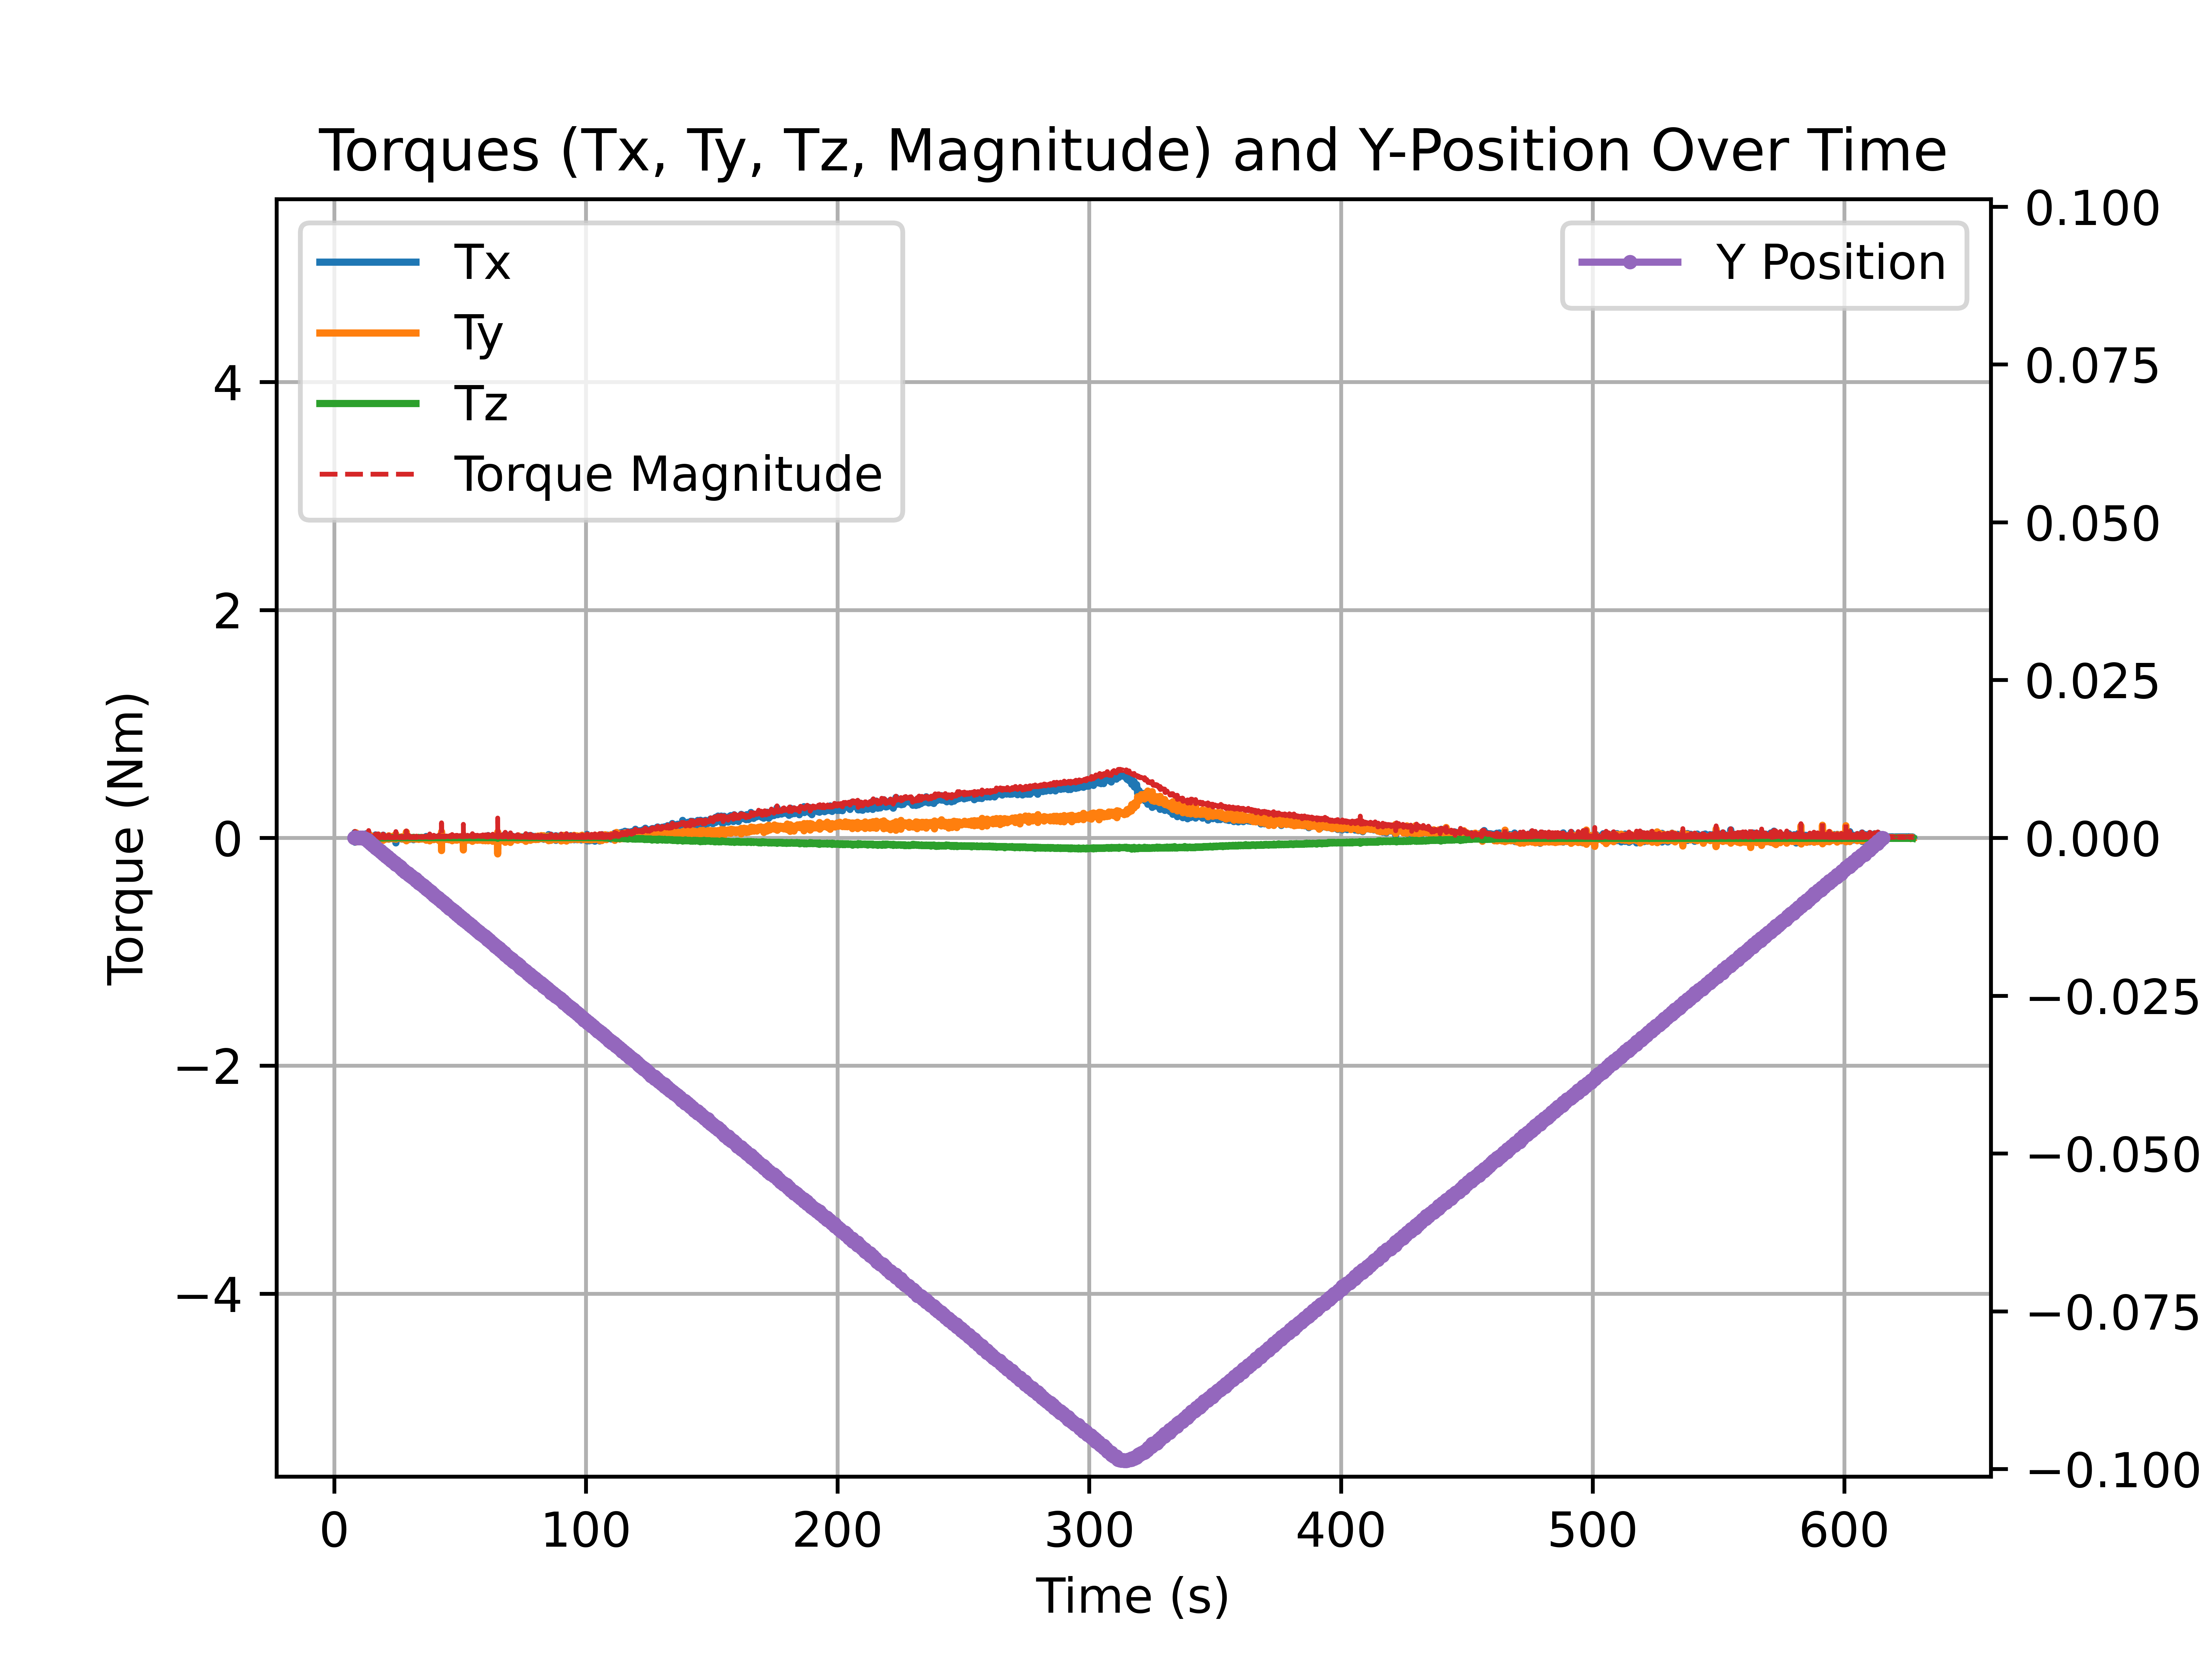 Torques (Tx, Ty, Tz, Magnitude) and Y-Position Over Time
Tx
Ty
Tz
Torque Magnitude
Y Position
Torque (Nm)
4
2
0
−2
−4
0.100
0.075
0.050
0.025
0.000
−0.025
−0.050
−0.075
−0.100
0 100 200 300 400 500 600
Time (s)